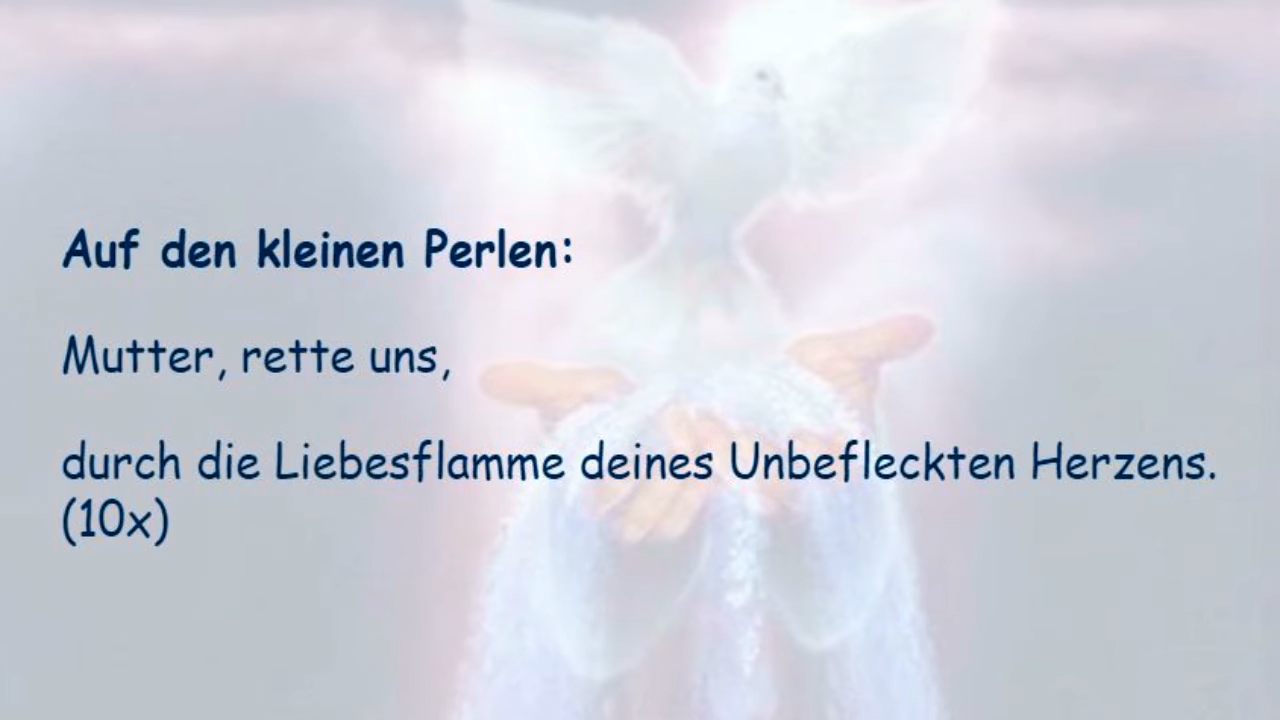 Auf den kleinen Perlen:
Mutter, rette uns,
durch die Liebesflamme deines Unbefleckten Herzens.
(10x)